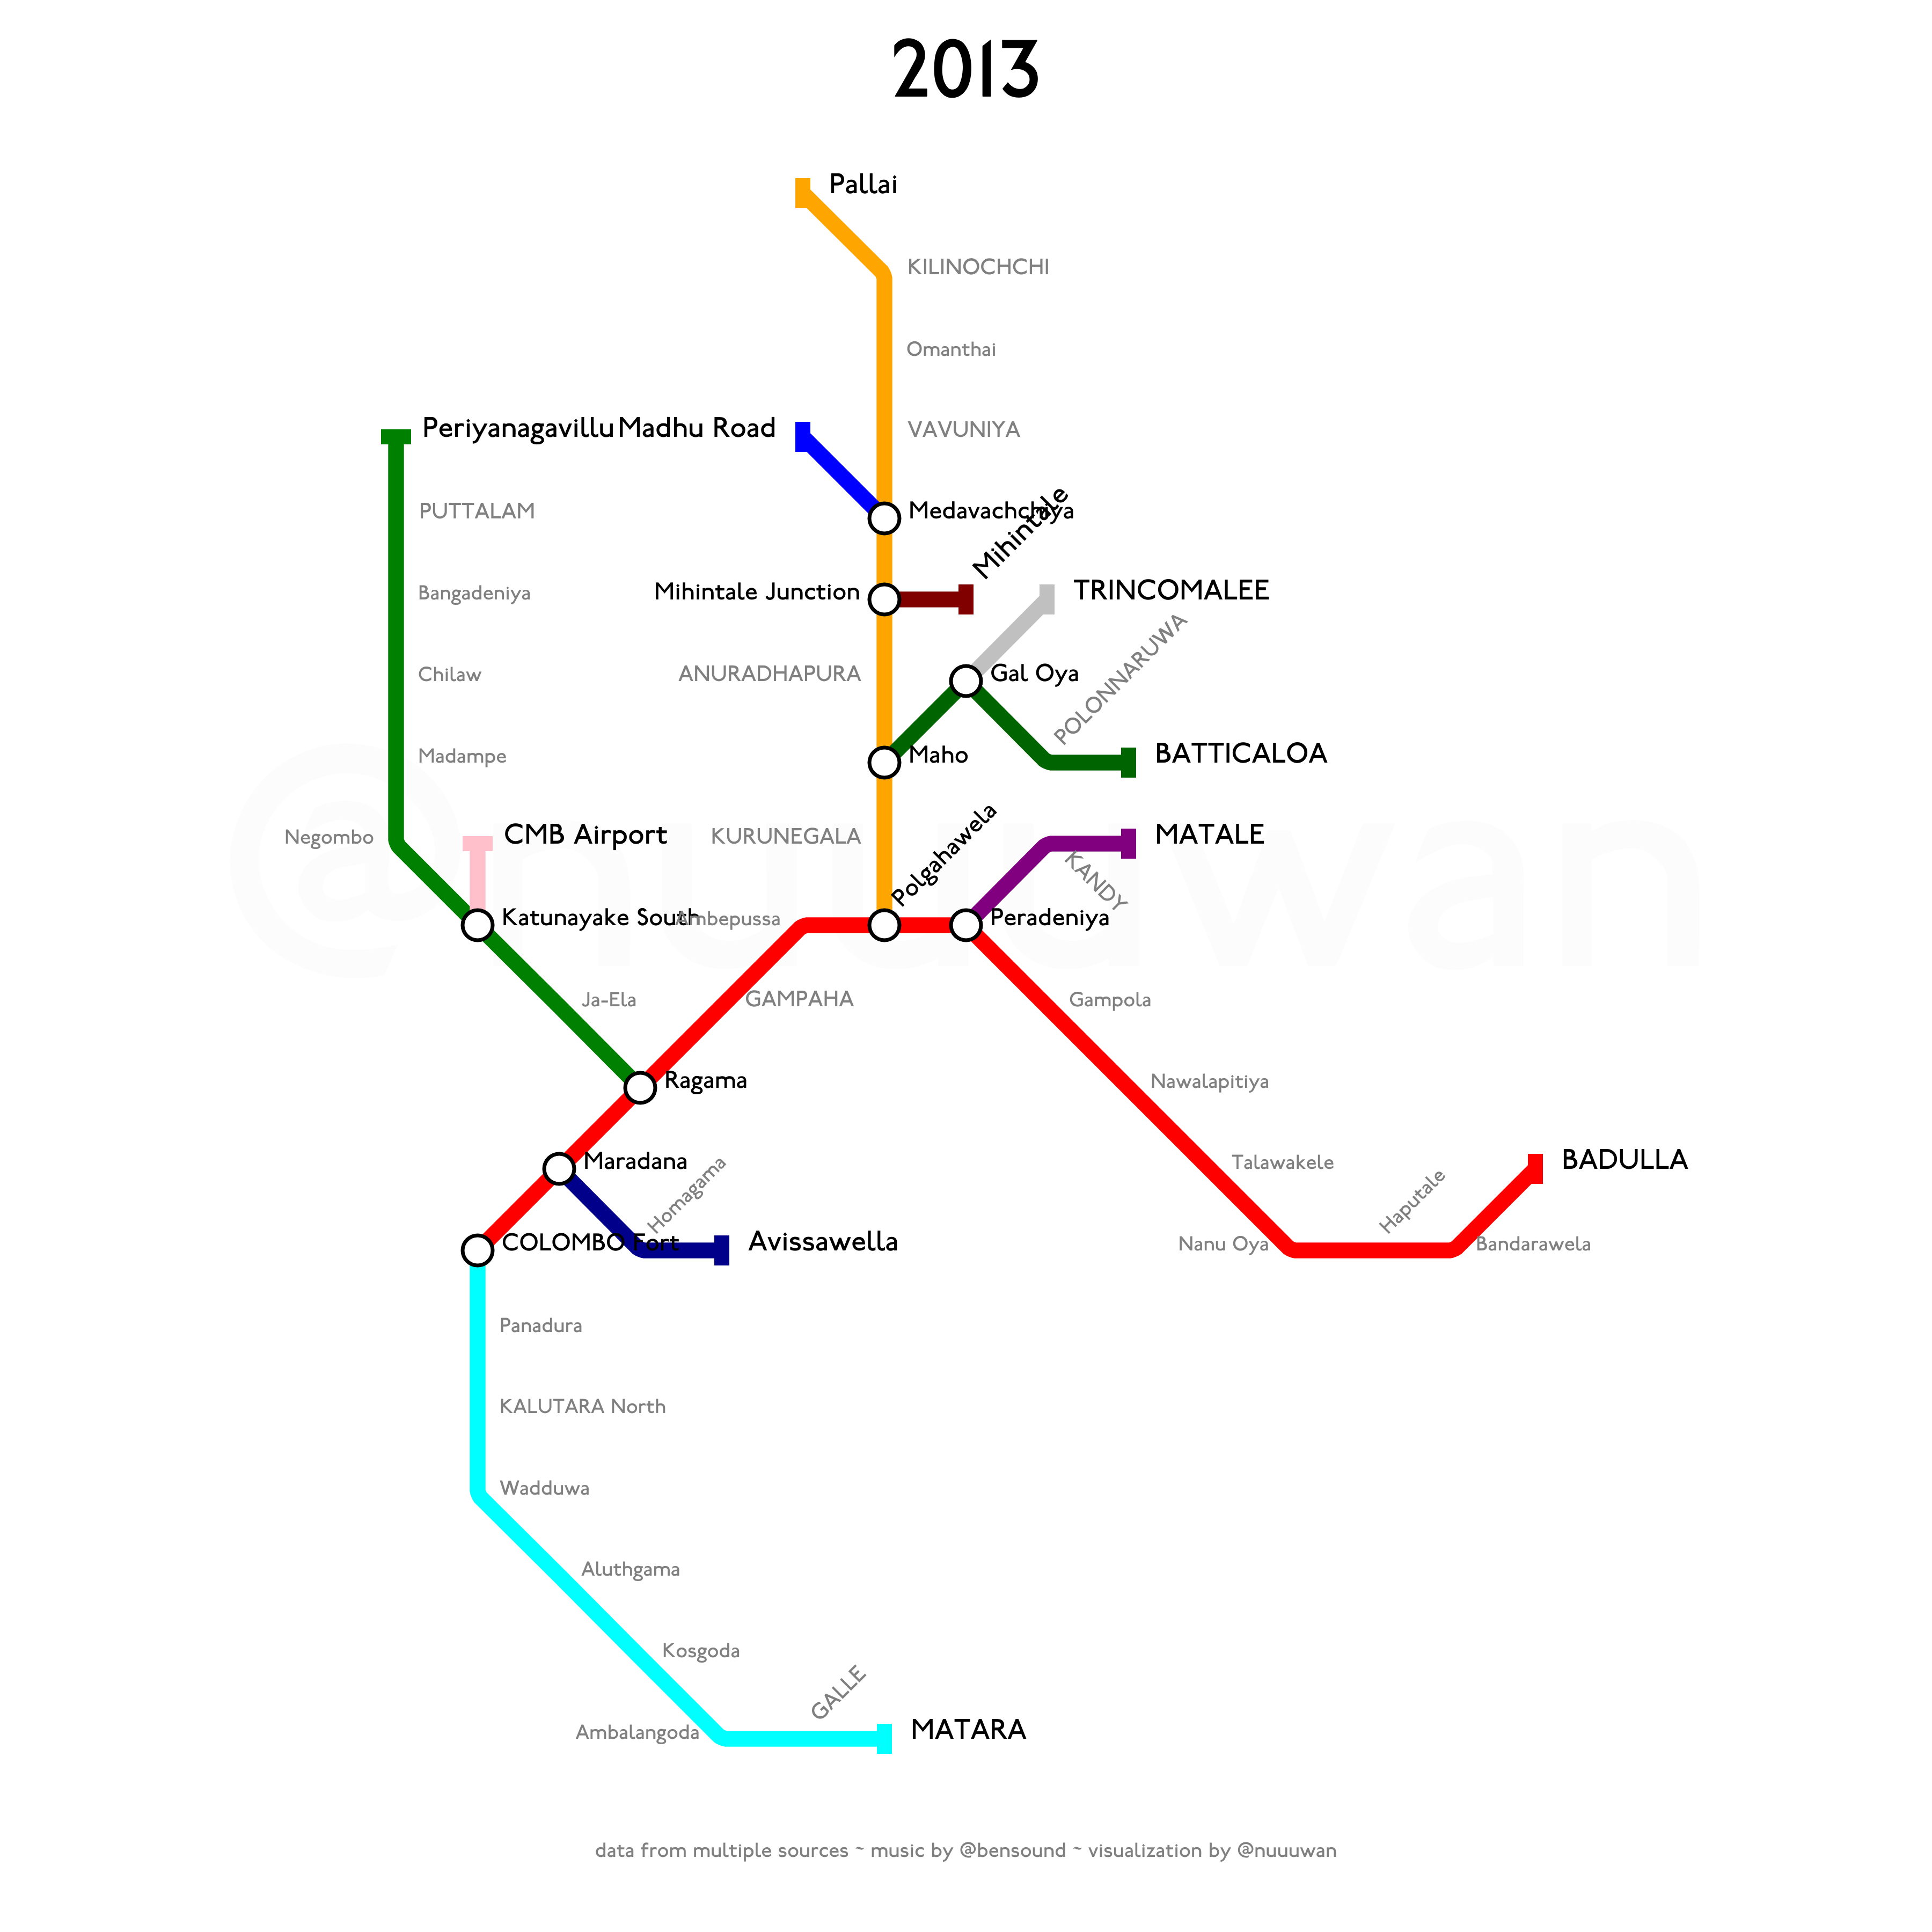 2013
Pallai
KILINOCHCHI
Omanthai
Periyanagavillu
Madhu Road
VAVUNIYA
PUTTALAM
Medavachchiya
Mihintale
Bangadeniya
Mihintale Junction
TRINCOMALEE
Chilaw
ANURADHAPURA
Gal Oya
POLONNARUWA
Madampe
Maho
BATTICALOA
Negombo
CMB Airport
KURUNEGALA
Polgahawela
MATALE
KANDY
@nuuuwan
Katunayake South
Ambepussa
Peradeniya
Ja-Ela
GAMPAHA
Gampola
Ragama
Nawalapitiya
Maradana
Homagama
Talawakele
Haputale
BADULLA
COLOMBO Fort
Avissawella
Nanu Oya
Bandarawela
Panadura
KALUTARA North
Wadduwa
Aluthgama
Kosgoda
GALLE
Ambalangoda
MATARA
data from multiple sources ~ music by @bensound ~ visualization by @nuuuwan